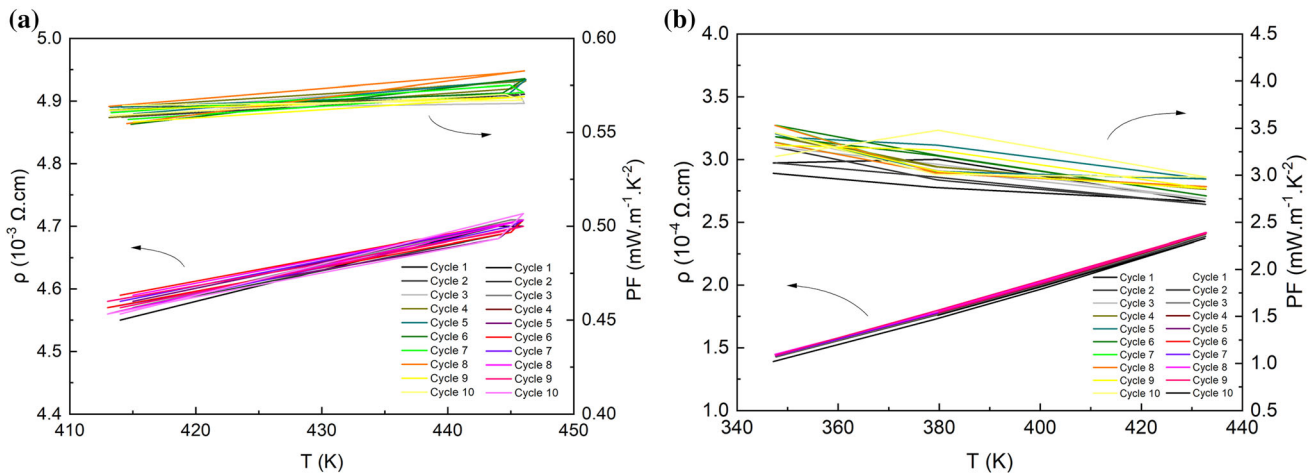 (a)
5.0
4.9
4.8
4.7
4.6
4.5
4.4
ρ (10⁻³ Ω.cm)
410 420 430 440 450
T (K)
0.60
0.55
0.50
0.45
0.40
PF (mW.m⁻¹.K⁻²)
Cycle 1 Cycle 1
Cycle 2 Cycle 2
Cycle 3 Cycle 3
Cycle 4 Cycle 4
Cycle 5 Cycle 5
Cycle 6 Cycle 6
Cycle 7 Cycle 7
Cycle 8 Cycle 8
Cycle 9 Cycle 9
Cycle 10 Cycle 10
(b)
4.0
3.5
3.0
2.5
2.0
1.5
1.0
ρ (10⁻⁴ Ω.cm)
340 360 380 400 420 440
T (K)
4.5
4.0
3.5
3.0
2.5
2.0
1.5
1.0
0.5
PF (mW.m⁻¹.K⁻²)
Cycle 1 Cycle 1
Cycle 2 Cycle 2
Cycle 3 Cycle 3
Cycle 4 Cycle 4
Cycle 5 Cycle 5
Cycle 6 Cycle 6
Cycle 7 Cycle 7
Cycle 8 Cycle 8
Cycle 9 Cycle 9
Cycle 10 Cycle 10